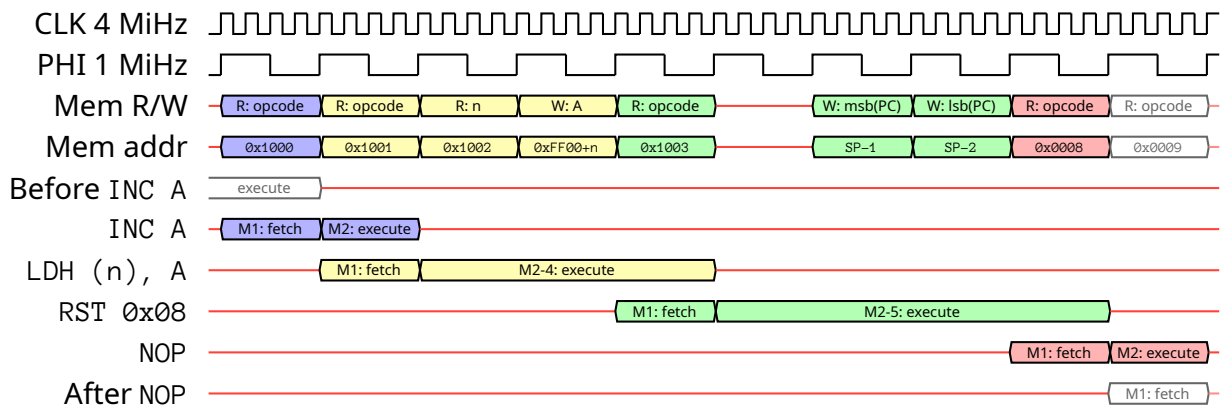 CLK 4 MiHz
PHI 1 MiHz
Mem R/W R: opcode R: opcode R: n W: A R: opcode W: msb(PC) W: lsb(PC) R: opcode R: opcode
Mem addr 0x1000 0x1001 0x1002 0xFF00+n 0x1003 SP-1 SP-2 0x0008 0x0009
Before INC A execute
INC A M1: fetch M2: execute
LDH (n), A M1: fetch M2-4: execute
RST 0x08 M1: fetch M2-5: execute
NOP M1: fetch M2: execute
After NOP M1: fetch